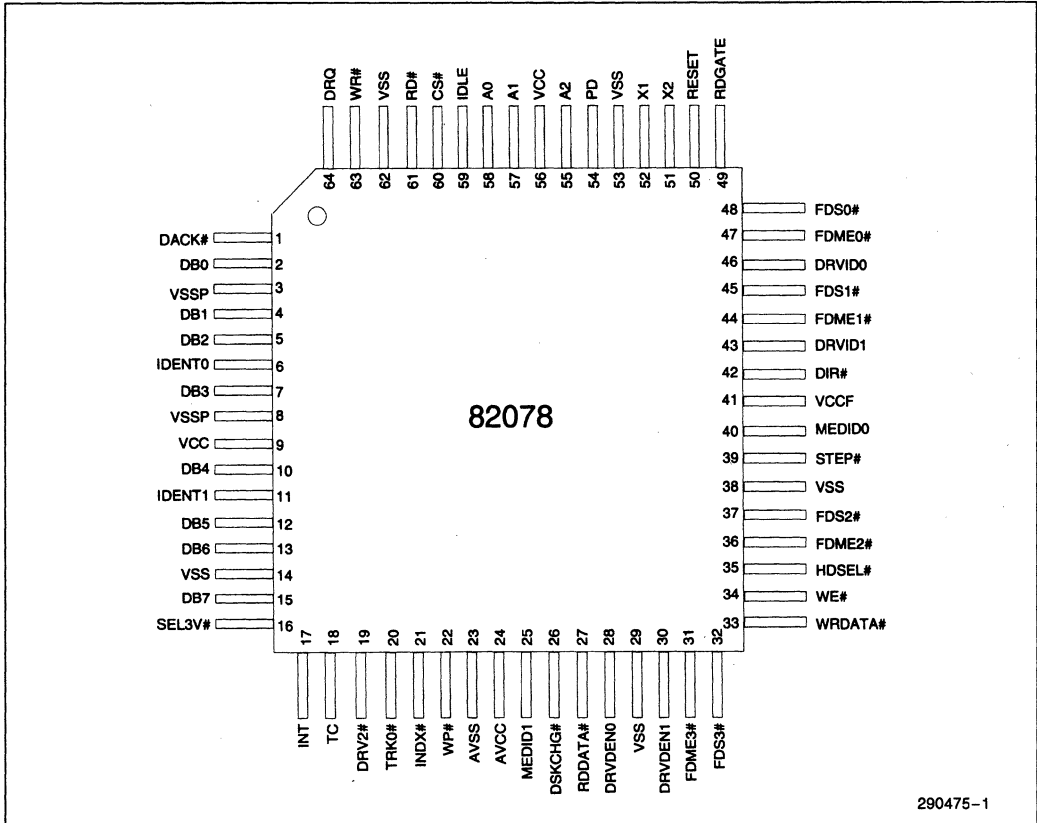 DRQ WR# VSS RD# CS# IDLE A0 A1 VCC A2 PD VSS X1 X2 RESET RDGATE
64 63 62 61 60 59 58 57 56 55 54 53 52 51 50 49
DACK# 1
DB0 2
VSSP 3
DB1 4
DB2 5
IDENT0 6
DB3 7
VSSP 8
VCC 9
DB4 10
IDENT1 11
DB5 12
DB6 13
VSS 14
DB7 15
SEL3V# 16
82078
48 FDS0#
47 FDME0#
46 DRVID0
45 FDS1#
44 FDME1#
43 DRVID1
42 DIR#
41 VCCF
40 MEDID0
39 STEP#
38 VSS
37 FDS2#
36 FDME2#
35 HDSEL#
34 WE#
33 WRDATA#
17 18 19 20 21 22 23 24 25 26 27 28 29 30 31 32
INT TC DRV2# TRK0# INDX# WP# AVSS AVCC MEDID1 DSKCHG# RDDATA# DRVDEN0 VSS DRVDEN1 FDME3# FDS3#
290475-1